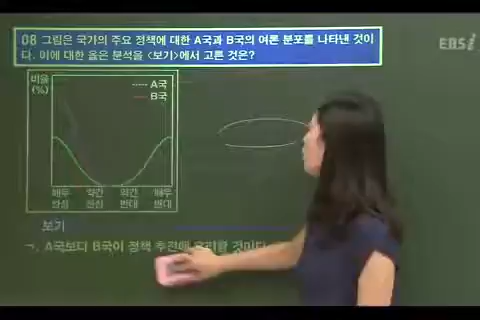 08 그림은 국가의 주요 정책에 대한 A국과 B국의 여론 분포를 나타낸 것이
다. 이에 대한 옳은 분석을 <보기>에서 고른 것은?
EBSi
비율
(%)
A국
B국
매우 약간 약간 매우
찬성 찬성 반대 반대
보기
ㄱ. A국보다 B국이 정책 추진에 유리할 것이다.